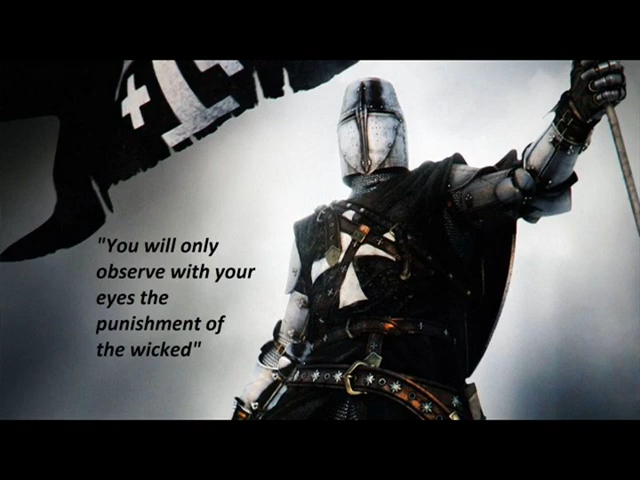 "You will only
observe with your
eyes the
punishment of
the wicked"